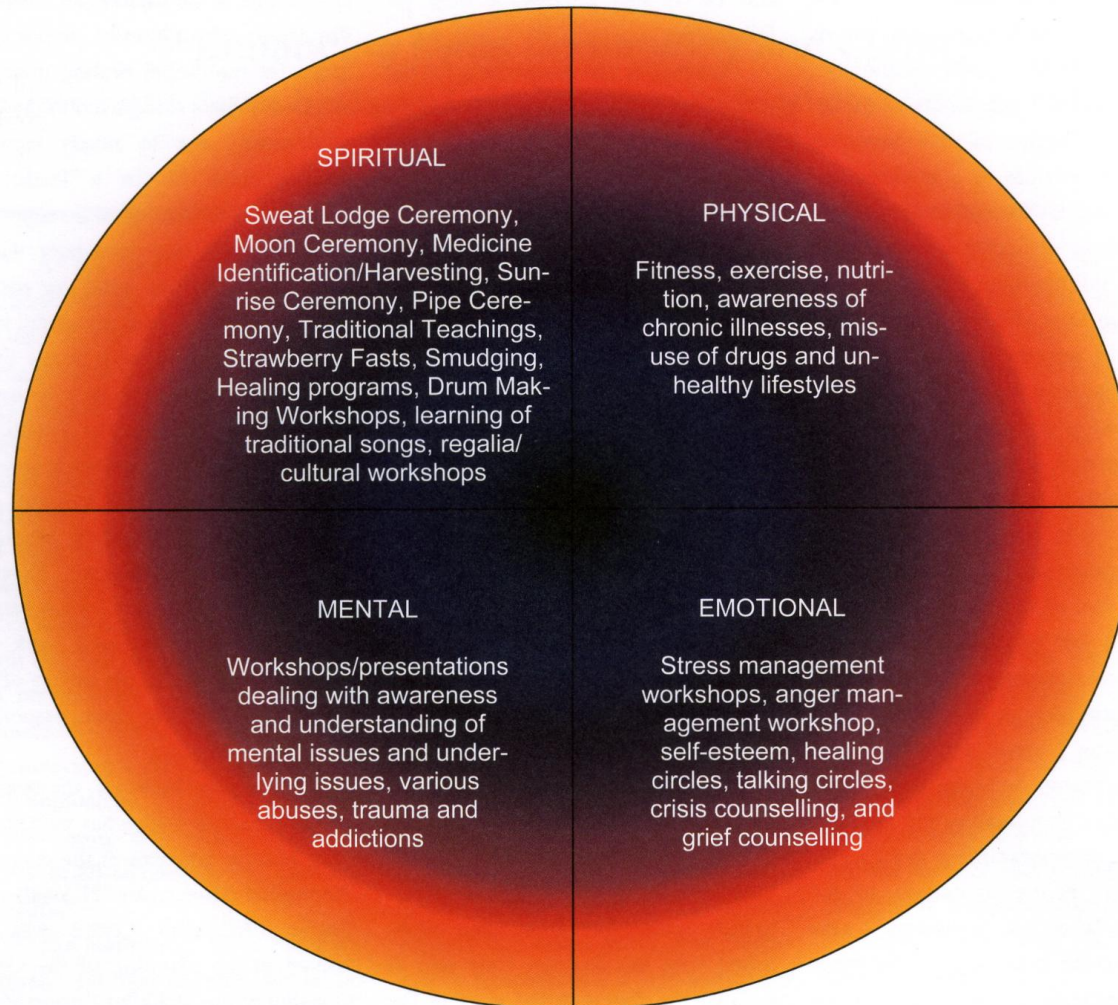 SPIRITUAL
Sweat Lodge Ceremony,
Moon Ceremony, Medicine
Identification/Harvesting, Sun-
rise Ceremony, Pipe Cere-
mony, Traditional Teachings,
Strawberry Fasts, Smudging,
Healing programs, Drum Mak-
ing Workshops, learning of
traditional songs, regalia/
cultural workshops
PHYSICAL
Fitness, exercise, nutri-
tion, awareness of
chronic illnesses, mis-
use of drugs and un-
healthy lifestyles
MENTAL
Workshops/presentations
dealing with awareness
and understanding of
mental issues and under-
lying issues, various
abuses, trauma and
addictions
EMOTIONAL
Stress management
workshops, anger man-
agement workshop,
self-esteem, healing
circles, talking circles,
crisis counselling, and
grief counselling